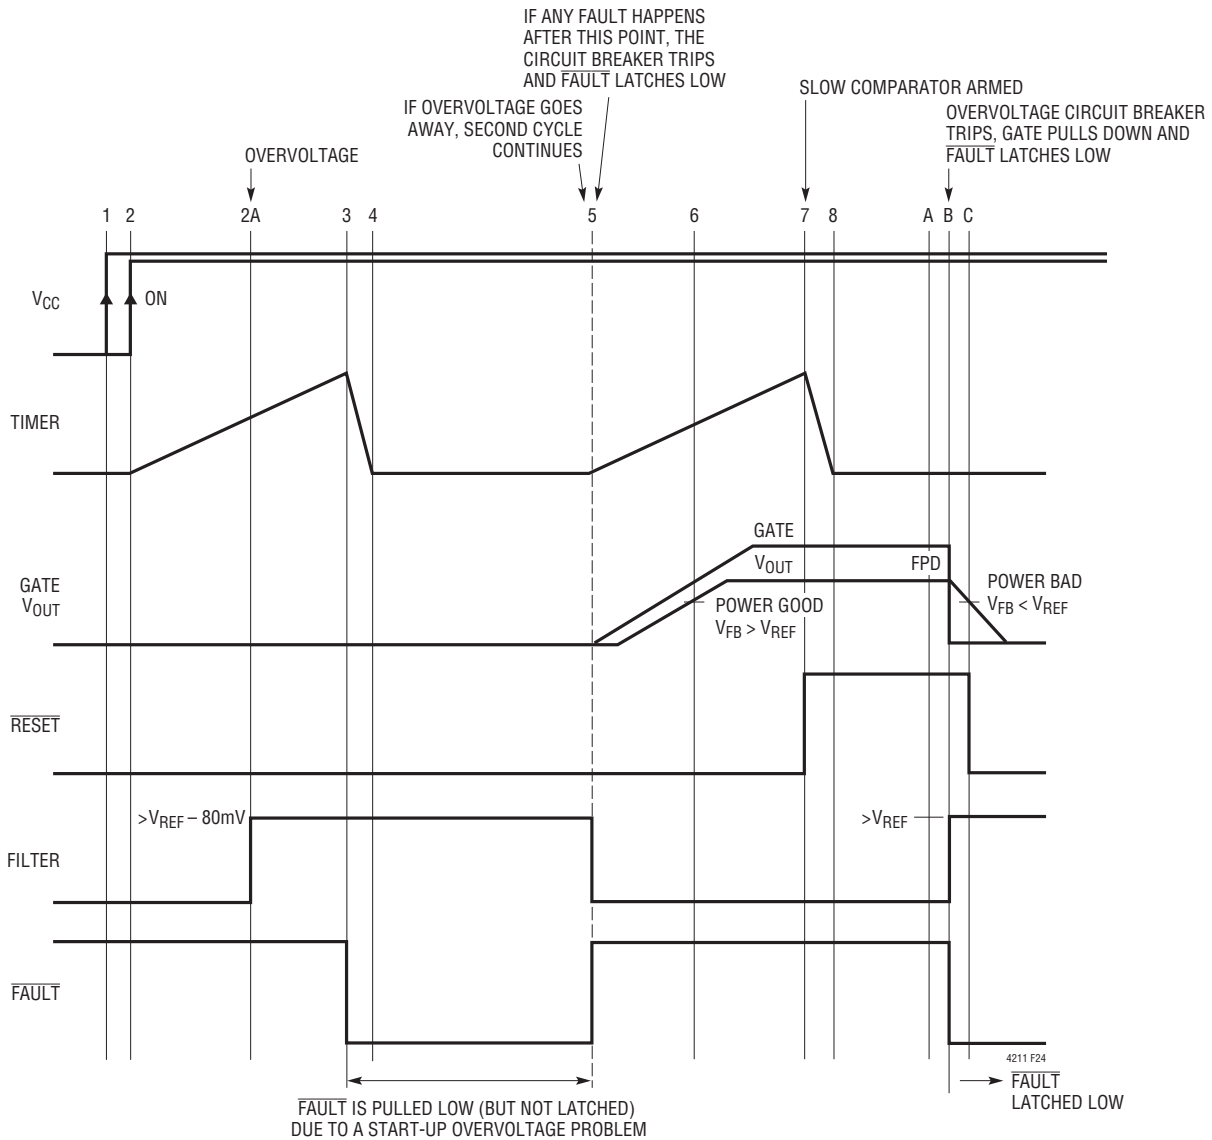 IF ANY FAULT HAPPENS
AFTER THIS POINT, THE
CIRCUIT BREAKER TRIPS
AND FAULT LATCHES LOW
IF OVERVOLTAGE GOES
AWAY, SECOND CYCLE
CONTINUES
SLOW COMPARATOR ARMED
OVERVOLTAGE CIRCUIT BREAKER
TRIPS, GATE PULLS DOWN AND
FAULT LATCHES LOW
OVERVOLTAGE
1 2 2A 3 4 5 6 7 8 A B C
VCC
ON
TIMER
GATE
VOUT
GATE
VOUT
FPD
POWER GOOD
VFB > VREF
POWER BAD
VFB < VREF
RESET
>VREF – 80mV
>VREF
FILTER
FAULT
4211 F24
FAULT
LATCHED LOW
FAULT IS PULLED LOW (BUT NOT LATCHED)
DUE TO A START-UP OVERVOLTAGE PROBLEM